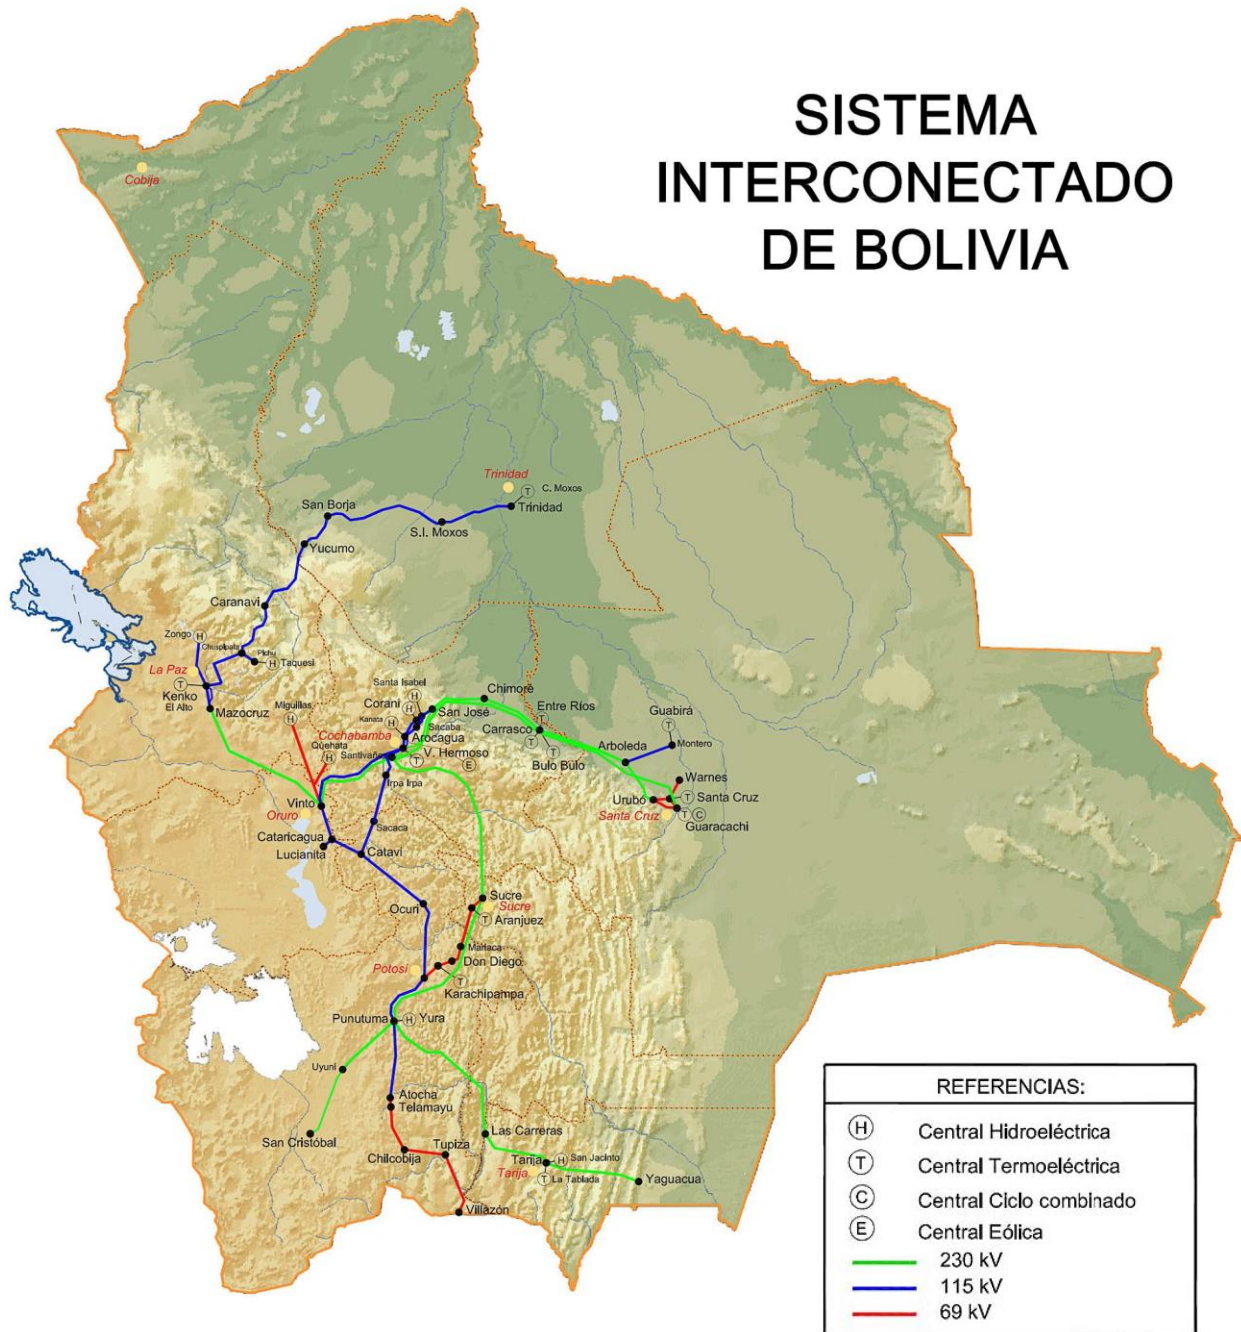 SISTEMA
INTERCONECTADO
DE BOLIVIA
Cobija
Trinidad
C. Moxos
Trinidad
San Borja
S.I. Moxos
Yucumo
Caranavi
Zongo
H
Chuspipata
Pichu
H
Taquesi
La Paz
T
Kenko
El Alto
Mazocruz
Miguillas
H
Santa Isabel
H
Corani
H
Kanata
H
San José
Sacaba
Cochabamba
Arocagua
Santivañez
V. Hermoso
T
E
Quehata
H
Irpa Irpa
Chimoré
Entre Ríos
T
Carrasco
T
T
Bulo Bulo
Guabirá
T
Montero
Arboleda
Warnes
Urubó
T
Santa Cruz
Santa Cruz
T
C
Guaracachi
Vinto
Oruro
Cataricagua
Lucianita
Sacaca
Catavi
Ocuri
Sucre
Sucre
T
Aranjuez
Mariaca
Don Diego
Potosí
T
Karachipampa
Punutuma
H
Yura
Uyuni
San Cristóbal
Atocha
Telamayu
Chilcobija
Tupiza
Villazón
Las Carreras
Tarija
H
San Jacinto
Tarija
T
La Tablada
Yaguacua
REFERENCIAS:
H Central Hidroeléctrica
T Central Termoeléctrica
C Central Ciclo combinado
E Central Eólica
230 kV
115 kV
69 kV